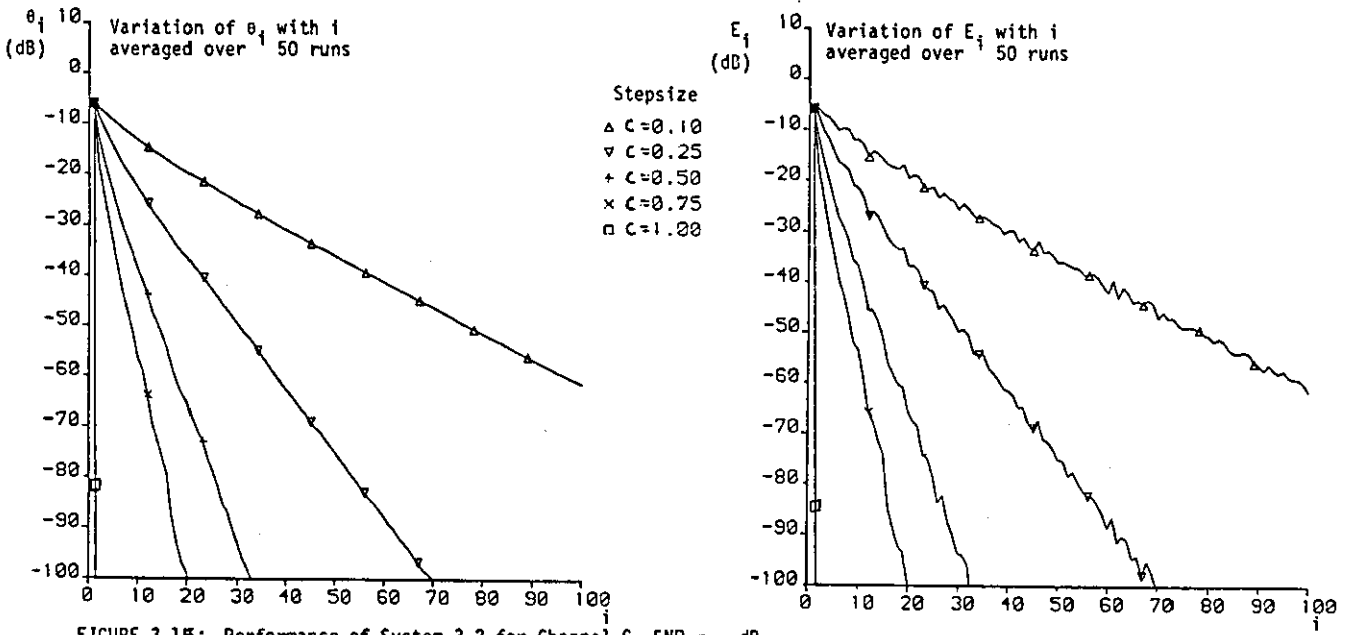 θi
(dB)
Variation of θi with i
averaged over 50 runs
10
0
-10
-20
-30
-40
-50
-60
-70
-80
-90
-100
0 10 20 30 40 50 60 70 80 90 100
i
Stepsize
△ C=0.10
▽ C=0.25
+ C=0.50
× C=0.75
□ C=1.00
Ei
(dB)
Variation of Ei with i
averaged over 50 runs
10
0
-10
-20
-30
-40
-50
-60
-70
-80
-90
-100
0 10 20 30 40 50 60 70 80 90 100
i
Performance of System 3.2 for Channel